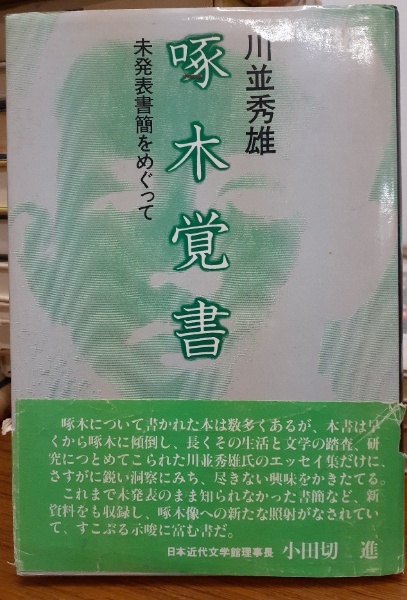 川並秀雄
啄木覚書
未発表書簡をめぐって
啄木について書かれた本は数多くあるが、本書は早
くから啄木に傾倒し、長くその生活と文学の踏査、研
究につとめてこられた川並秀雄氏のエッセイ集だけに、
さすがに鋭い洞察にみち、尽きない興味をかきたてる。
これまで未発表のまま知られなかった書簡など、新
資料をも収録し、啄木像への新たな照射がなされてい
て、すこぶる示唆に富む書だ。
日本近代文学館理事長 小田切 進